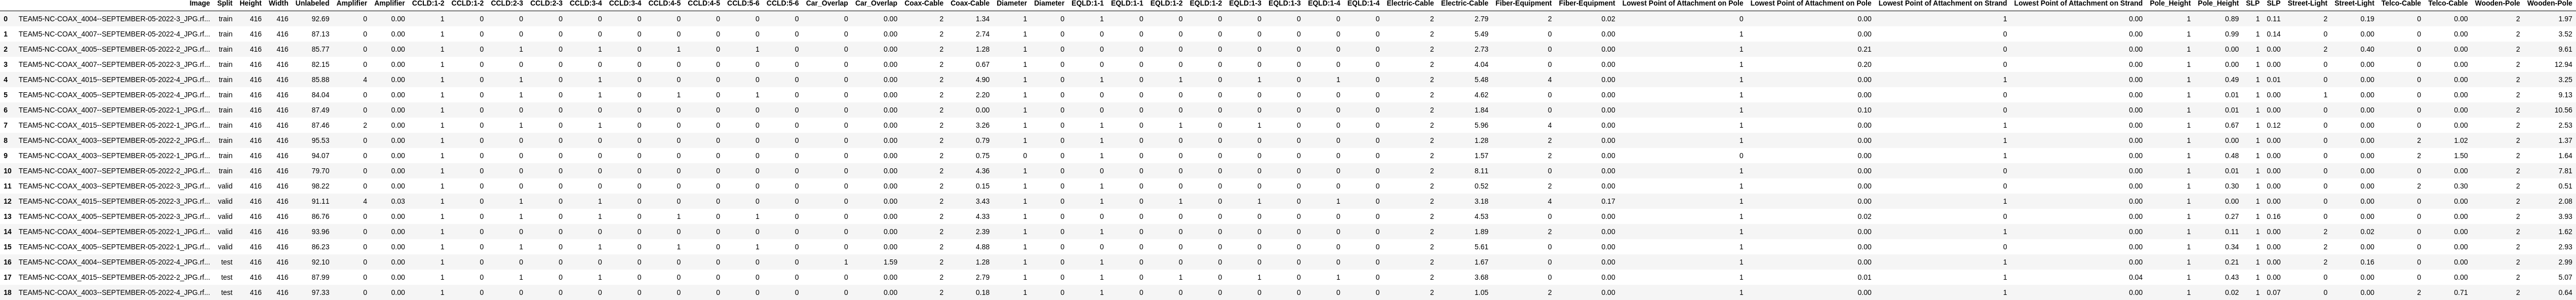 Image Split Height Width Unlabeled Amplifier Amplifier CCLD:1-2 CCLD:1-2 CCLD:2-3 CCLD:2-3 CCLD:3-4 CCLD:3-4 CCLD:4-5 CCLD:4-5 CCLD:5-6 CCLD:5-6 Car_Overlap Car_Overlap Coax-Cable Coax-Cable Diameter Diameter EQLD:1-1 EQLD:1-1 EQLD:1-2 EQLD:1-2 EQLD:1-3 EQLD:1-3 EQLD:1-4 EQLD:1-4 Electric-Cable Electric-Cable Fiber-Equipment Fiber-Equipment Lowest Point of Attachment on Pole Lowest Point of Attachment on Pole Lowest Point of Attachment on Strand Lowest Point of Attachment on Strand Pole_Height Pole_Height SLP SLP Street-Light Street-Light Telco-Cable Telco-Cable Wooden-Pole Wooden-Pole
0 TEAM5-NC-COAX_4004--SEPTEMBER-05-2022-3_JPG.rf... train 416 416 92.69 0 0.00 1 0 0 0 0 0 0 0 0 0 0 0.00 2 1.34 1 0 1 0 0 0 0 0 0 0 2 2.79 2 0.02 0 0.00 1 0.00 1 0.89 1 0.11 2 0.19 0 0.00 2 1.97
1 TEAM5-NC-COAX_4007--SEPTEMBER-05-2022-4_JPG.rf... train 416 416 87.13 0 0.00 1 0 0 0 0 0 0 0 0 0 0 0.00 2 2.74 1 0 0 0 0 0 0 0 0 0 2 5.49 0 0.00 1 0.00 0 0.00 1 0.99 1 0.14 0 0.00 0 0.00 2 3.52
2 TEAM5-NC-COAX_4005--SEPTEMBER-05-2022-2_JPG.rf... train 416 416 85.77 0 0.00 1 0 1 0 1 0 1 0 1 0 0 0.00 2 1.28 1 0 0 0 0 0 0 0 0 0 2 2.73 0 0.00 1 0.21 0 0.00 1 0.00 1 0.00 2 0.40 0 0.00 2 9.61
3 TEAM5-NC-COAX_4007--SEPTEMBER-05-2022-3_JPG.rf... train 416 416 82.15 0 0.00 1 0 0 0 0 0 0 0 0 0 0 0.00 2 0.67 1 0 0 0 0 0 0 0 0 0 2 4.04 0 0.00 1 0.20 0 0.00 1 0.00 1 0.00 0 0.00 0 0.00 2 12.94
4 TEAM5-NC-COAX_4015--SEPTEMBER-05-2022-4_JPG.rf... train 416 416 85.88 4 0.00 1 0 1 0 1 0 0 0 0 0 0 0.00 2 4.90 1 0 1 0 1 0 1 0 1 0 2 5.48 4 0.00 1 0.00 1 0.00 1 0.49 1 0.01 0 0.00 0 0.00 2 3.25
5 TEAM5-NC-COAX_4005--SEPTEMBER-05-2022-3_JPG.rf... train 416 416 84.04 0 0.00 1 0 1 0 1 0 1 0 1 0 0 0.00 2 2.20 1 0 0 0 0 0 0 0 0 0 2 4.62 0 0.00 1 0.00 0 0.00 1 0.01 1 0.00 1 0.00 0 0.00 2 9.13
6 TEAM5-NC-COAX_4007--SEPTEMBER-05-2022-1_JPG.rf... train 416 416 87.49 0 0.00 1 0 0 0 0 0 0 0 0 0 0 0.00 2 0.00 1 0 0 0 0 0 0 0 0 0 2 1.84 0 0.00 1 0.10 0 0.00 1 0.01 1 0.00 0 0.00 0 0.00 2 10.56
7 TEAM5-NC-COAX_4015--SEPTEMBER-05-2022-1_JPG.rf... train 416 416 87.46 2 0.00 1 0 1 0 1 0 0 0 0 0 0 0.00 2 3.26 1 0 1 0 1 0 1 0 0 0 2 5.96 4 0.00 1 0.00 1 0.00 1 0.67 1 0.12 0 0.00 0 0.00 2 2.53
8 TEAM5-NC-COAX_4003--SEPTEMBER-05-2022-2_JPG.rf... train 416 416 95.53 0 0.00 1 0 0 0 0 0 0 0 0 0 0 0.00 2 0.79 1 0 1 0 0 0 0 0 0 0 2 1.28 2 0.00 1 0.00 1 0.00 1 0.01 1 0.00 0 0.00 2 1.02 2 1.37
9 TEAM5-NC-COAX_4003--SEPTEMBER-05-2022-1_JPG.rf... train 416 416 94.07 0 0.00 1 0 0 0 0 0 0 0 0 0 0 0.00 2 0.75 0 0 1 0 0 0 0 0 0 0 2 1.57 2 0.00 0 0.00 1 0.00 1 0.48 1 0.00 0 0.00 2 1.50 2 1.64
10 TEAM5-NC-COAX_4007--SEPTEMBER-05-2022-2_JPG.rf... train 416 416 79.70 0 0.00 1 0 0 0 0 0 0 0 0 0 0 0.00 2 4.36 1 0 0 0 0 0 0 0 0 0 2 8.11 0 0.00 1 0.00 0 0.00 1 0.01 1 0.00 0 0.00 0 0.00 2 7.81
11 TEAM5-NC-COAX_4003--SEPTEMBER-05-2022-3_JPG.rf... valid 416 416 98.22 0 0.00 1 0 0 0 0 0 0 0 0 0 0 0.00 2 0.15 1 0 1 0 0 0 0 0 0 0 2 0.52 2 0.00 1 0.00 1 0.00 1 0.30 1 0.00 0 0.00 2 0.30 2 0.51
12 TEAM5-NC-COAX_4015--SEPTEMBER-05-2022-3_JPG.rf... valid 416 416 91.11 4 0.03 1 0 1 0 1 0 0 0 0 0 0 0.00 2 3.43 1 0 1 0 1 0 1 0 1 0 2 3.18 4 0.17 1 0.00 1 0.00 1 0.00 1 0.00 0 0.00 0 0.00 2 2.08
13 TEAM5-NC-COAX_4005--SEPTEMBER-05-2022-3_JPG.rf... valid 416 416 86.76 0 0.00 1 0 1 0 1 0 1 0 1 0 0 0.00 2 4.33 1 0 0 0 0 0 0 0 0 0 2 4.53 0 0.00 1 0.02 0 0.00 1 0.27 1 0.16 0 0.00 0 0.00 2 3.93
14 TEAM5-NC-COAX_4004--SEPTEMBER-05-2022-1_JPG.rf... valid 416 416 93.96 0 0.00 1 0 0 0 0 0 0 0 0 0 0 0.00 2 2.39 1 0 1 0 0 0 0 0 0 0 2 1.89 2 0.00 1 0.00 1 0.00 1 0.11 1 0.00 2 0.02 0 0.00 2 1.62
15 TEAM5-NC-COAX_4005--SEPTEMBER-05-2022-1_JPG.rf... valid 416 416 86.23 0 0.00 1 0 1 0 1 0 1 0 1 0 0 0.00 2 4.88 1 0 0 0 0 0 0 0 0 0 2 5.61 0 0.00 1 0.00 0 0.00 1 0.34 1 0.00 2 0.00 0 0.00 2 2.93
16 TEAM5-NC-COAX_4004--SEPTEMBER-05-2022-4_JPG.rf... test 416 416 92.10 0 0.00 1 0 0 0 0 0 0 0 0 0 1 1.59 2 1.28 1 0 1 0 0 0 0 0 0 0 2 1.67 2 0.00 1 0.00 1 0.00 1 0.21 1 0.00 2 0.16 0 0.00 2 2.99
17 TEAM5-NC-COAX_4015--SEPTEMBER-05-2022-2_JPG.rf... test 416 416 87.99 0 0.00 1 0 1 0 1 0 0 0 0 0 0 0.00 2 2.79 1 0 1 0 1 0 1 0 1 0 2 3.68 4 0.00 1 0.01 1 0.04 1 0.43 1 0.00 0 0.00 0 0.00 2 5.07
18 TEAM5-NC-COAX_4003--SEPTEMBER-05-2022-4_JPG.rf... test 416 416 97.33 0 0.00 1 0 0 0 0 0 0 0 0 0 0 0.00 2 0.18 1 0 1 0 0 0 0 0 0 0 2 1.05 2 0.00 1 0.00 1 0.00 1 0.02 1 0.07 0 0.00 2 0.71 2 0.64